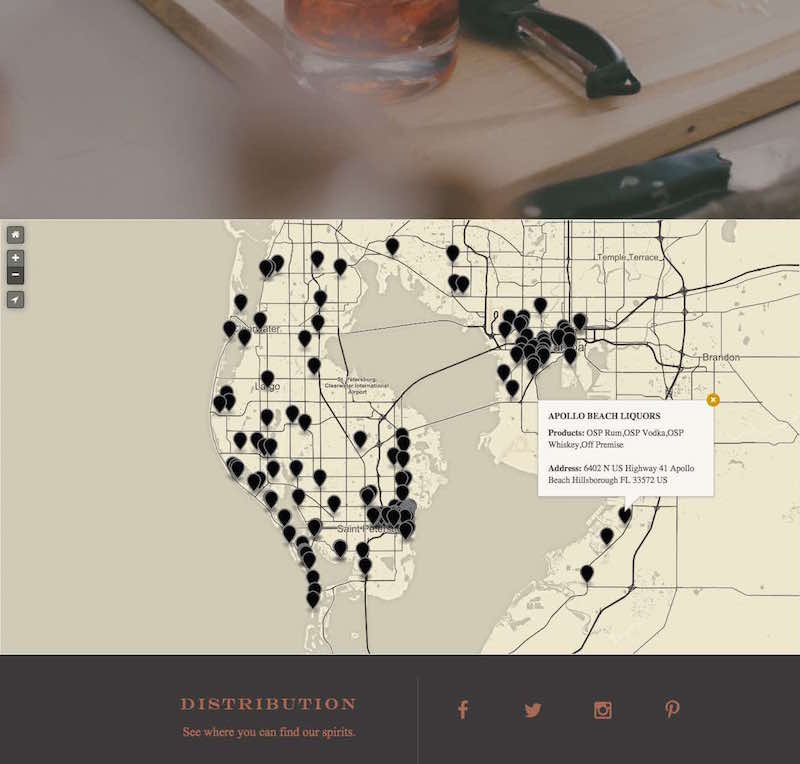 Temple Terrace
Clearwater
Brandon
St. Petersburg
Clearwater International
Airport
Largo
APOLLO BEACH LIQUORS
Products: OSP Rum,OSP Vodka,OSP
Whiskey,Off Premise
Address: 6402 N US Highway 41 Apollo
Beach Hillsborough FL 33572 US
DISTRIBUTION
See where you can find our spirits.